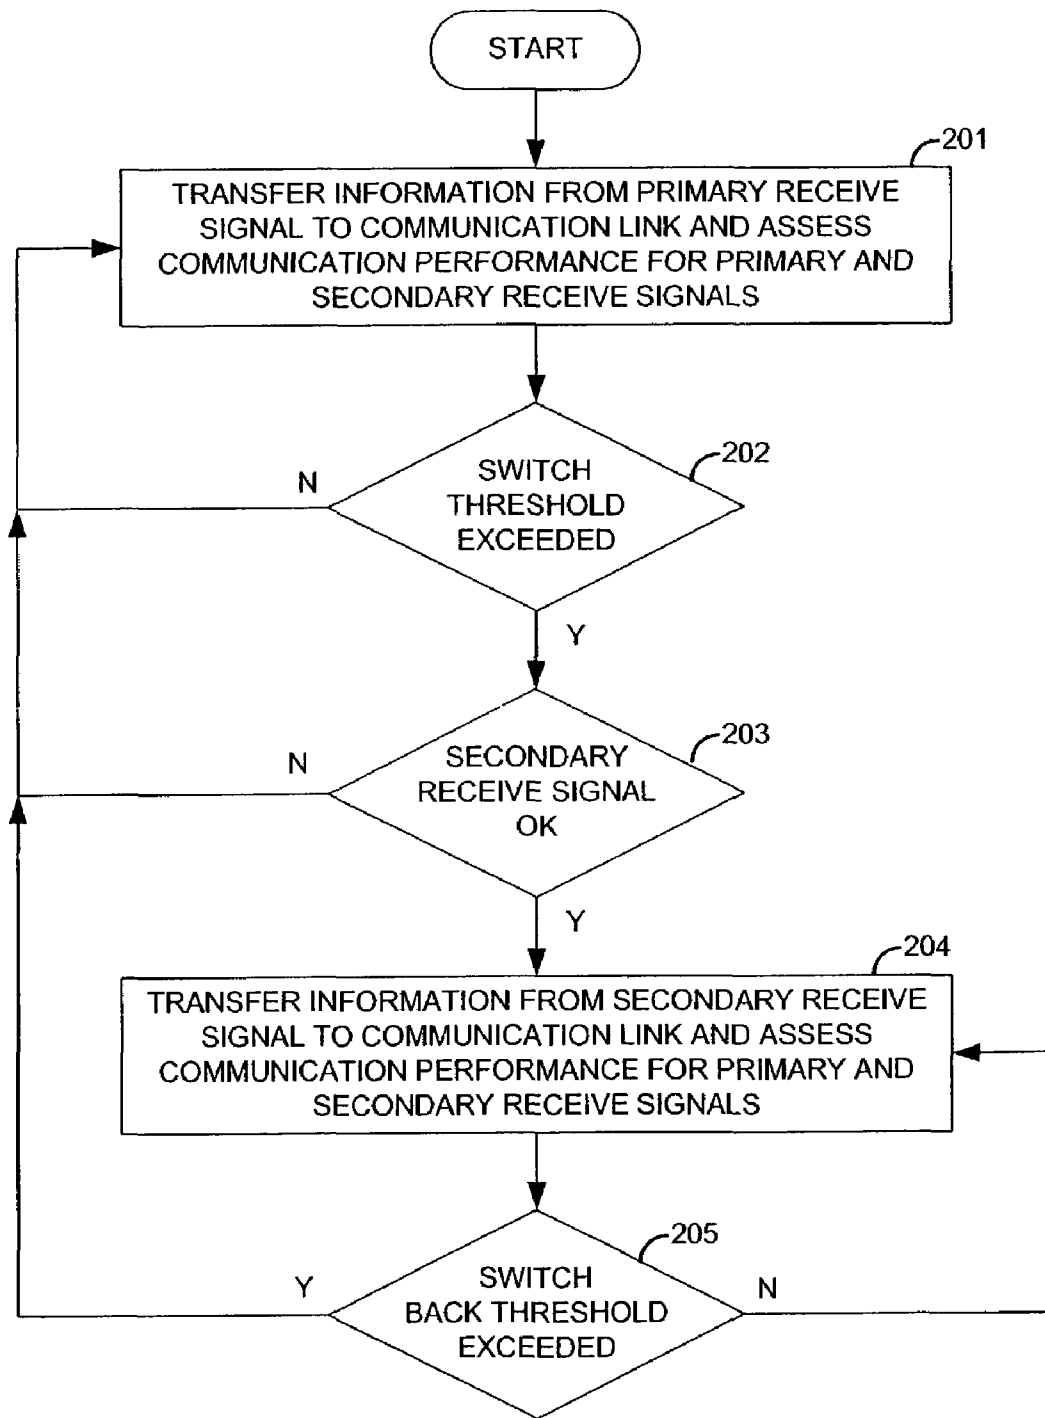 START
201
TRANSFER INFORMATION FROM PRIMARY RECEIVE
SIGNAL TO COMMUNICATION LINK AND ASSESS
COMMUNICATION PERFORMANCE FOR PRIMARY AND
SECONDARY RECEIVE SIGNALS
202
N
SWITCH
THRESHOLD
EXCEEDED
Y
203
N
SECONDARY
RECEIVE SIGNAL
OK
Y
204
TRANSFER INFORMATION FROM SECONDARY RECEIVE
SIGNAL TO COMMUNICATION LINK AND ASSESS
COMMUNICATION PERFORMANCE FOR PRIMARY AND
SECONDARY RECEIVE SIGNALS
205
Y
SWITCH
BACK THRESHOLD
EXCEEDED
N